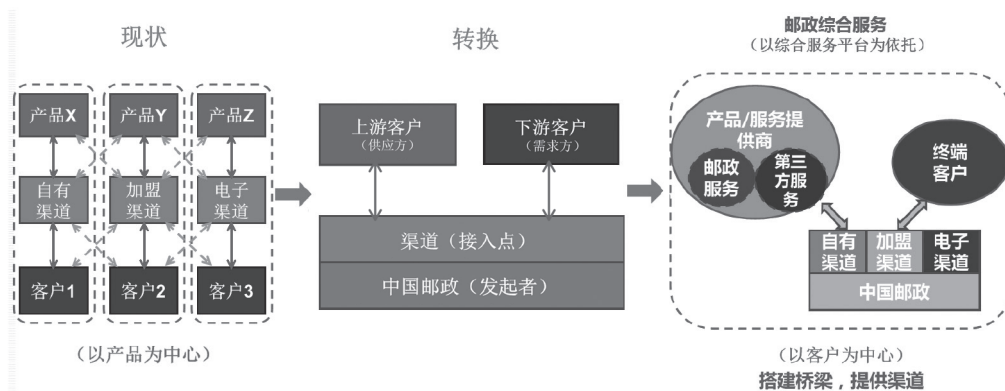 现状
产品X
产品Y
产品Z
自有
渠道
加盟
渠道
电子
渠道
客户1
客户2
客户3
（以产品为中心）
转换
上游客户
（供应方）
下游客户
（需求方）
渠道（接入点）
中国邮政（发起者）
邮政综合服务
（以综合服务平台为依托）
产品/服务提
供商
邮政
服务
第三
方服
务
终端
客户
自有
渠道
加盟
渠道
电子
渠道
中国邮政
（以客户为中心）
搭建桥梁，提供渠道